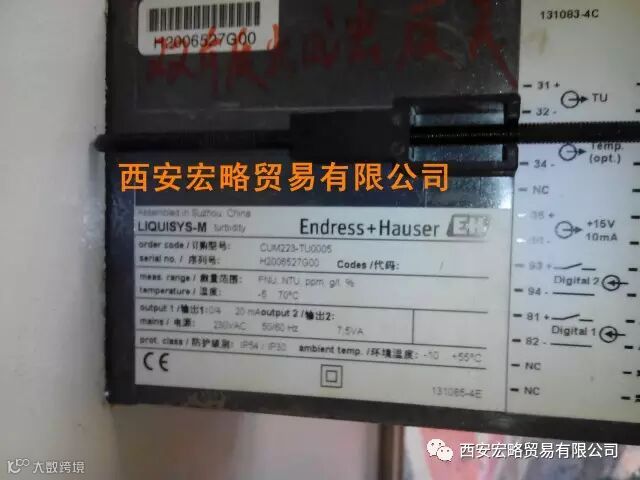 H2006527G00
131083-4C
31 +
TU
32 -
Temp.
(opt.)
34 -
NC
35 +
+15V
10mA
36 -
93 +
Digital 2
94 -
81 +
Digital 1
82 -
NC
NC
西安宏略贸易有限公司
Assembled in Suzhou, China
LIQUISYS-M turbidity
Endress+Hauser EH
order code / 订购型号: CUM223-TU0005
serial no. / 序列号: H2006527G00 Codes /代码: /
meas. range / 测量范围: FNU, NTU, ppm, g/l, %
temperature / 温度: -5 70°C
output 1 /输出1: 0/4 20 mA output 2 /输出2:
mains / 电源: 230VAC 50/60 Hz 7,5VA
prot. class / 防护级别: IP54 / IP30 ambient temp. /环境温度: -10 +55°C
CE
131085-4E
西安宏略贸易有限公司
10100 大数跨境